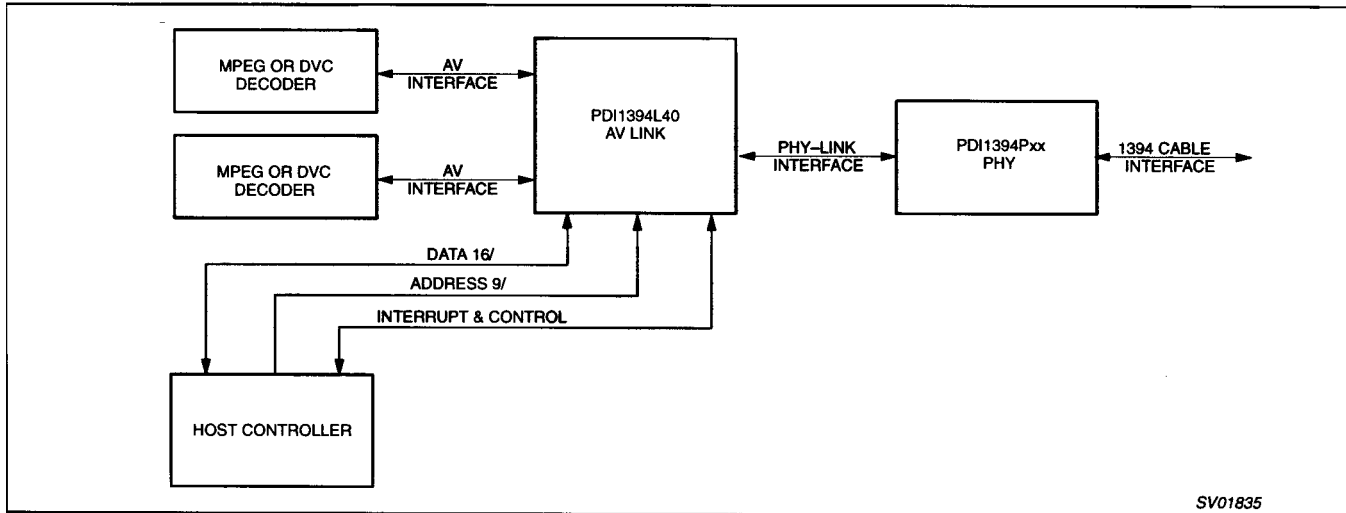 MPEG OR DVC
DECODER
AV
INTERFACE
PDI1394L40
AV LINK
PHY–LINK
INTERFACE
PDI1394Pxx
PHY
1394 CABLE
INTERFACE
MPEG OR DVC
DECODER
AV
INTERFACE
DATA 16/
ADDRESS 9/
INTERRUPT & CONTROL
HOST CONTROLLER
SV01835